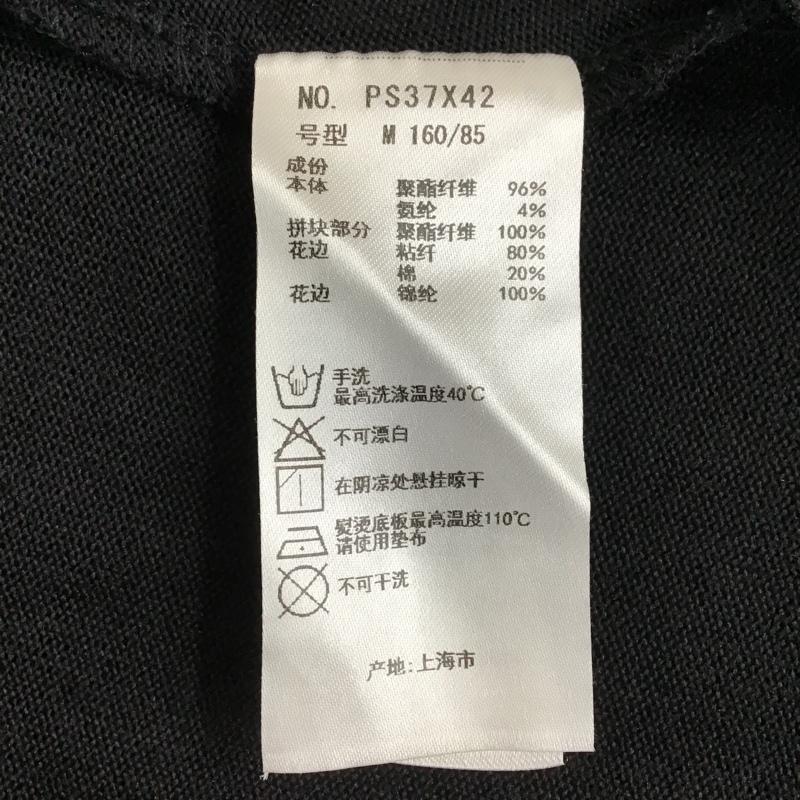 NO. PS37X42
号型 M 160/85
成份
本体 聚酯纤维 96%
氨纶 4%
拼块部分 聚酯纤维 100%
花边 粘纤 80%
棉 20%
花边 锦纶 100%
手洗
最高洗涤温度40℃
不可漂白
在阴凉处悬挂晾干
熨烫底板最高温度110℃
请使用垫布
不可干洗
产地:上海市